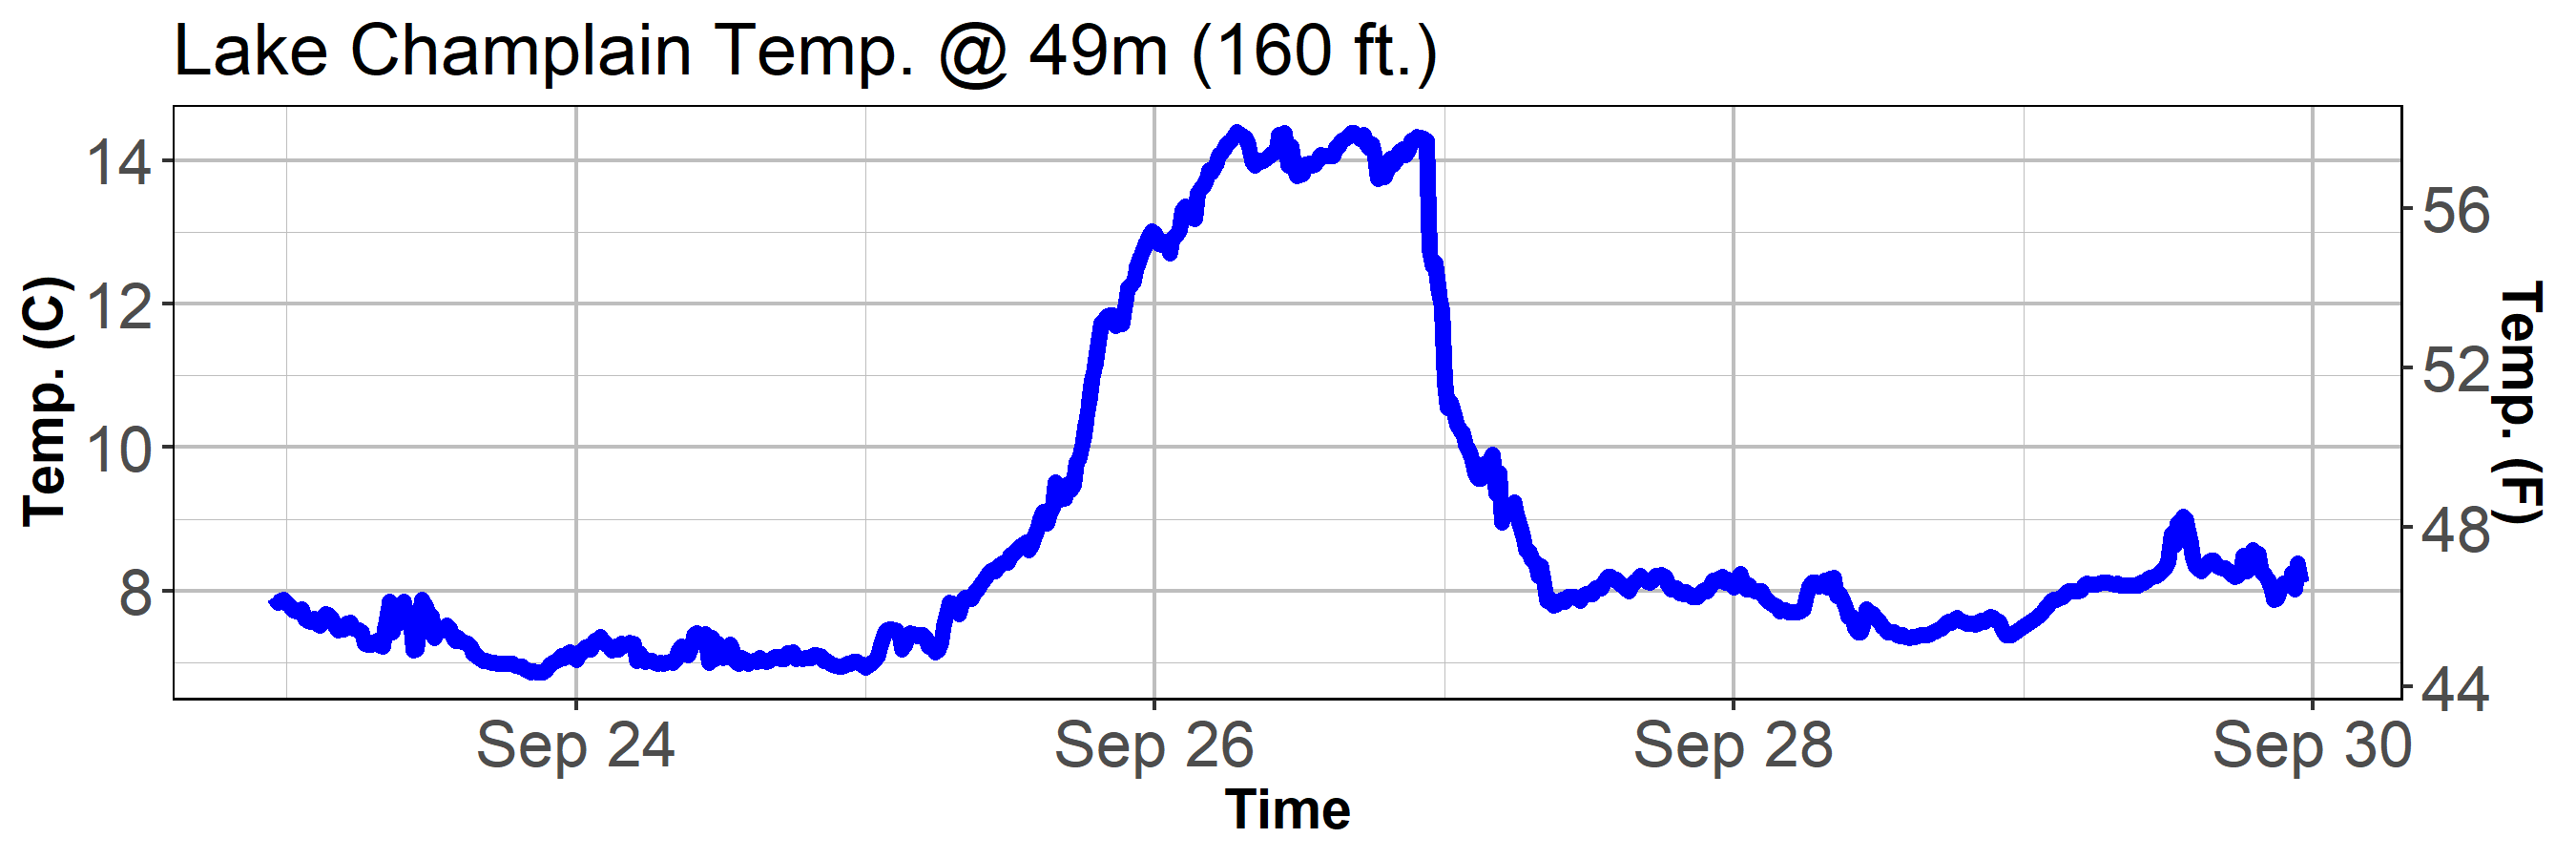 Lake Champlain Temp. @ 49m (160 ft.)
14
12
10
8
Temp. (C)
56
52
48
44
Temp. (F)
Sep 24
Sep 26
Sep 28
Sep 30
Time